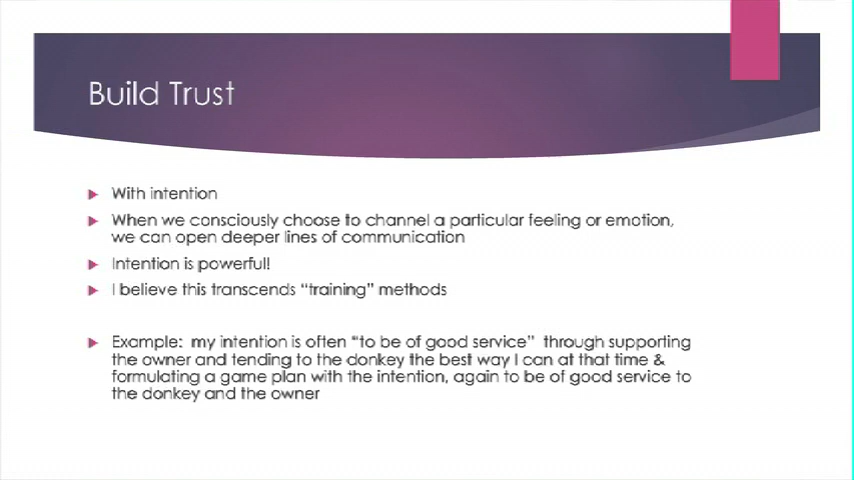 Build Trust
With intention
When we consciously choose to channel a particular feeling or emotion,
we can open deeper lines of communication
Intention is powerful!
I believe this transcends “training” methods
Example: my intention is often “to be of good service” through supporting
the owner and tending to the donkey the best way I can at that time &
formulating a game plan with the intention, again to be of good service to
the donkey and the owner